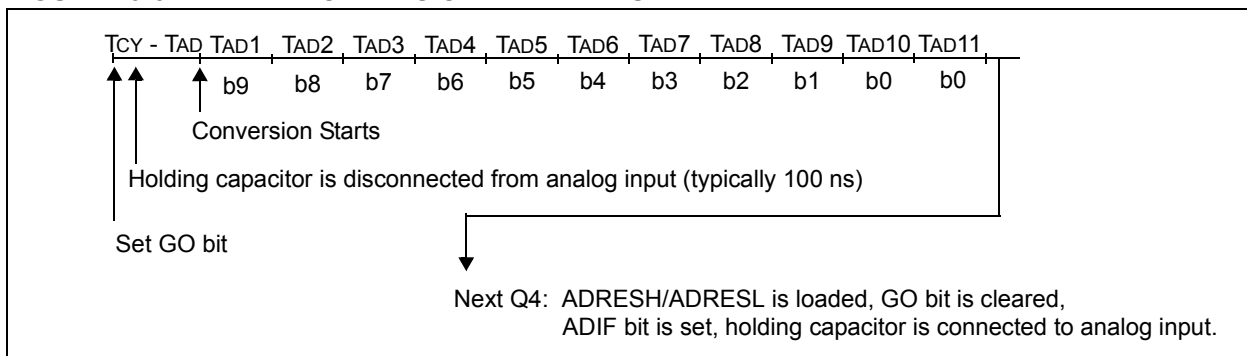 TCY - TAD TAD1 TAD2 TAD3 TAD4 TAD5 TAD6 TAD7 TAD8 TAD9 TAD10 TAD11
b9 b8 b7 b6 b5 b4 b3 b2 b1 b0 b0
Conversion Starts
Holding capacitor is disconnected from analog input (typically 100 ns)
Set GO bit
Next Q4: ADRESH/ADRESL is loaded, GO bit is cleared,
ADIF bit is set, holding capacitor is connected to analog input.